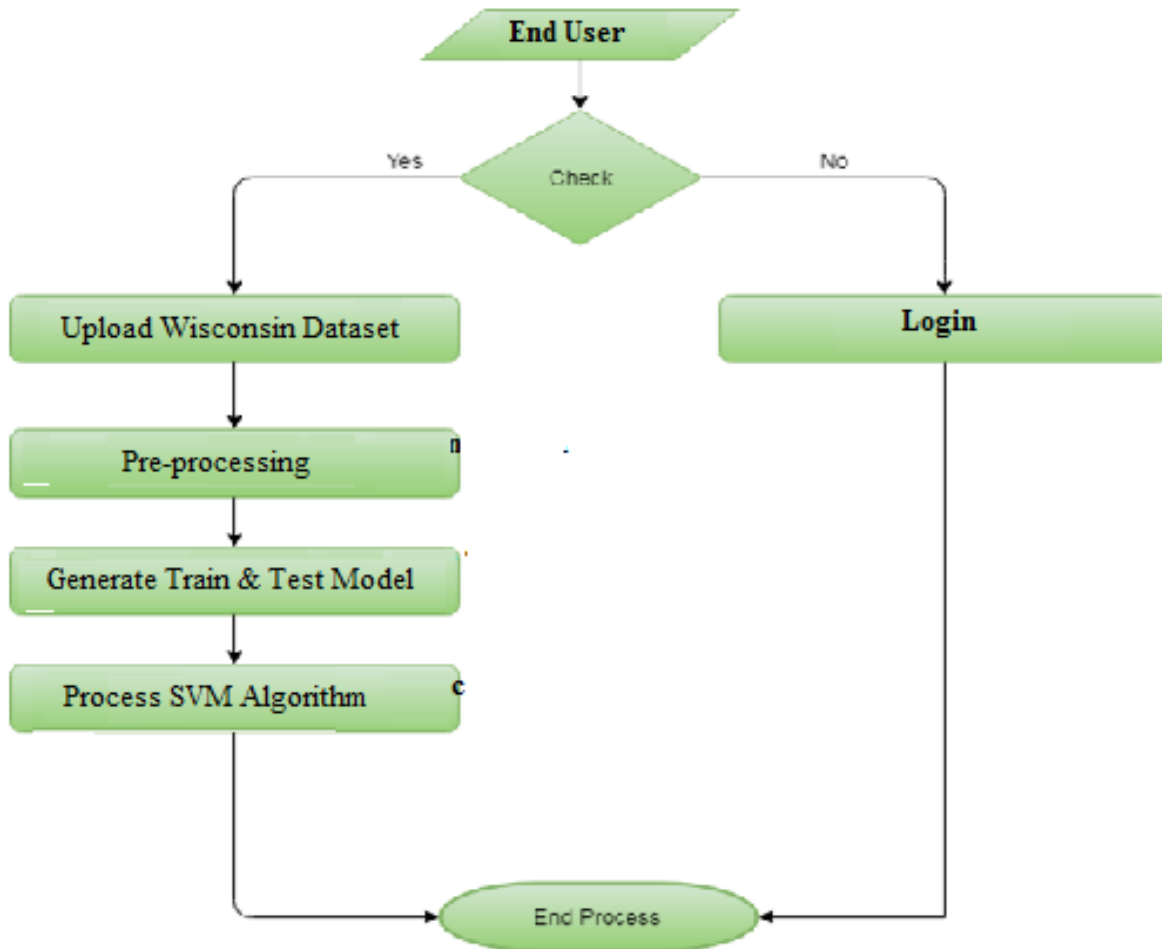 End User
Check
Yes
No
Upload Wisconsin Dataset
Login
Pre-processing
n
Generate Train & Test Model
Process SVM Algorithm
c
End Process